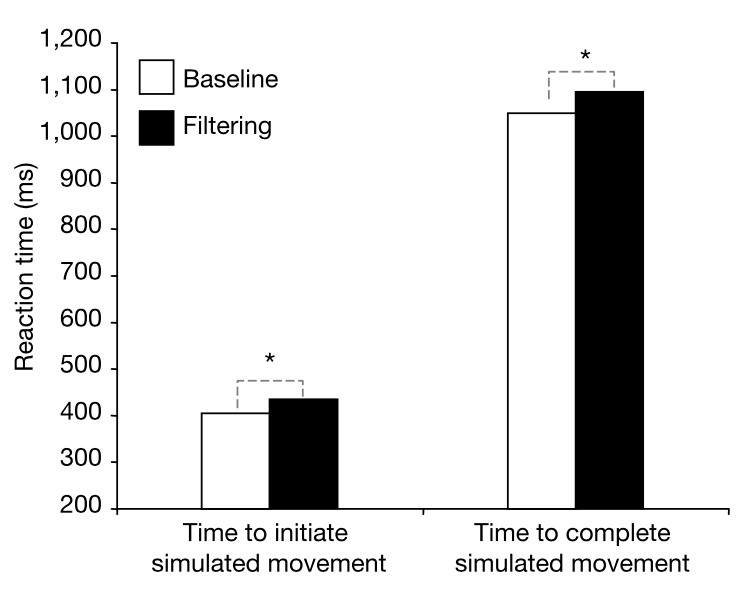 1,200
1,100
1,000
900
800
700
600
500
400
300
200
Reaction time (ms)
Baseline
Filtering
*
*
Time to initiate
simulated movement
Time to complete
simulated movement